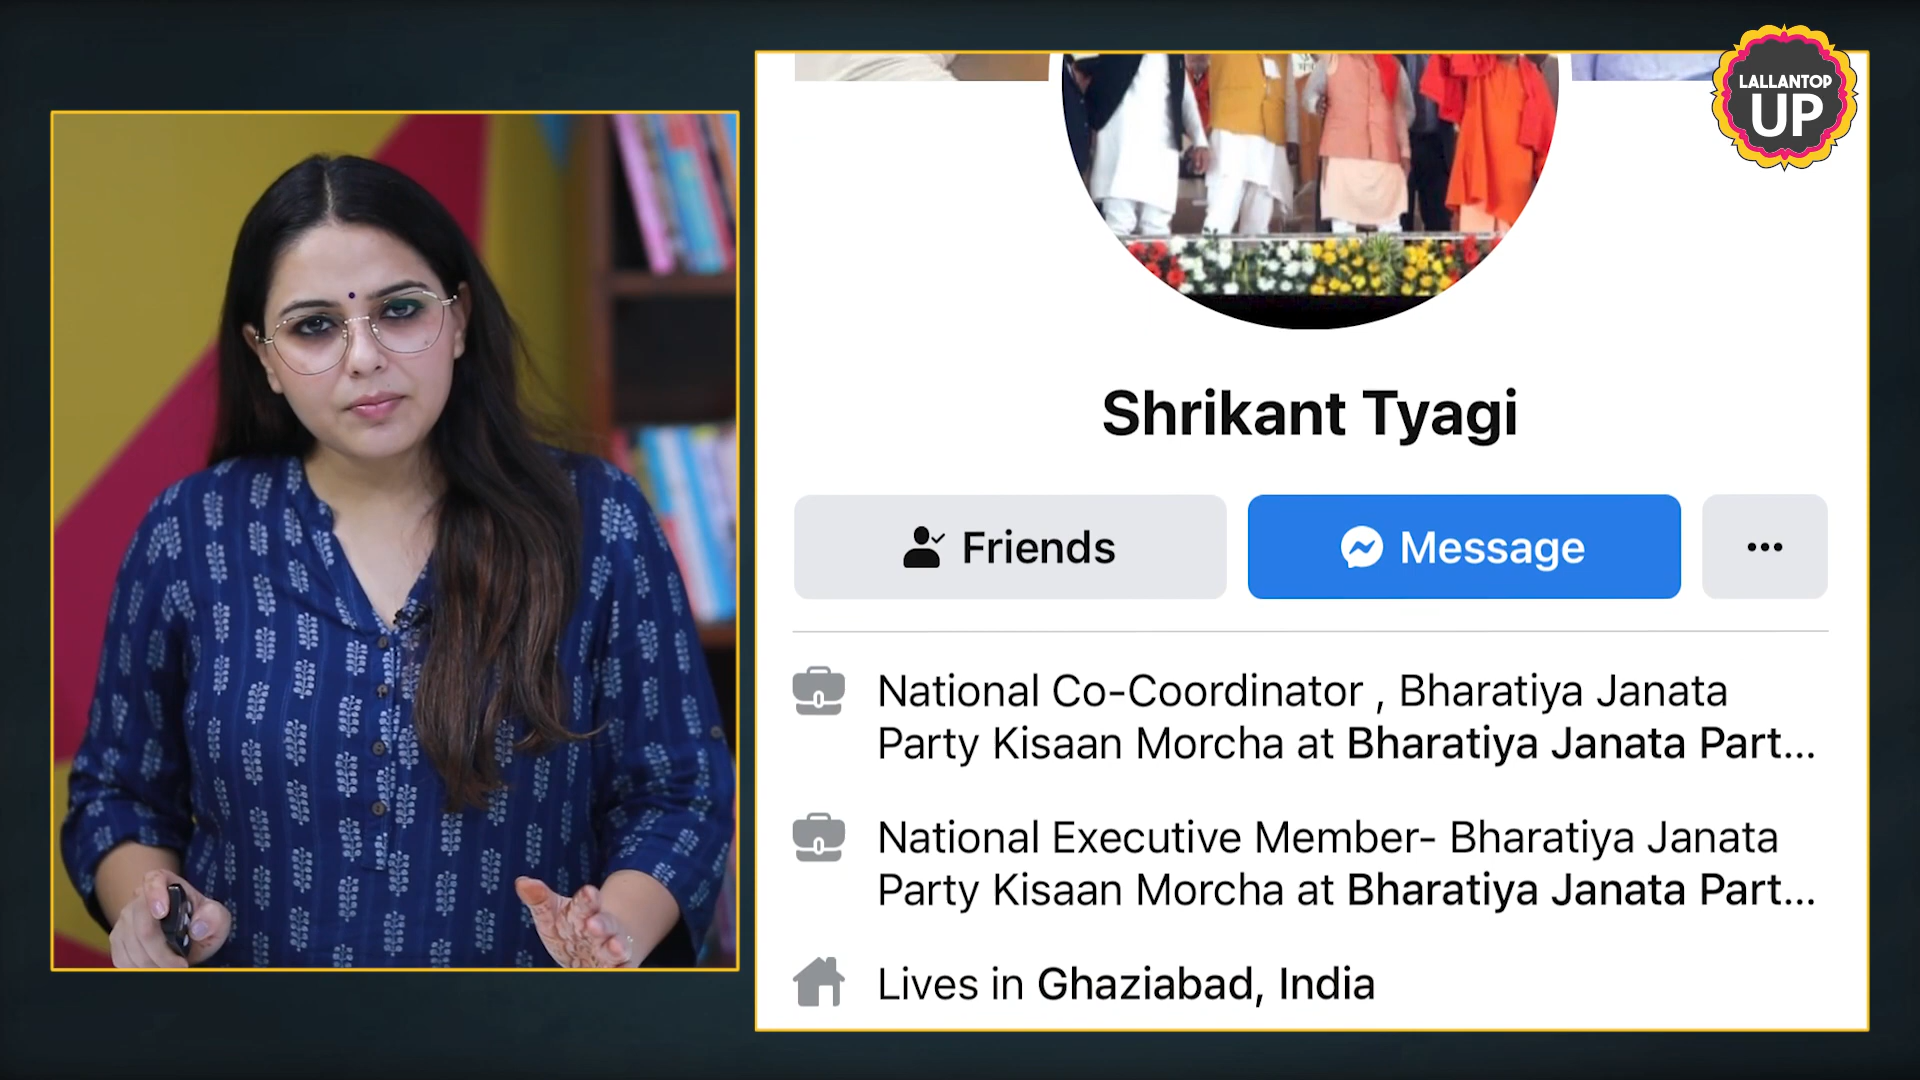 LALLANTOP
UP
Shrikant Tyagi
Friends
Message
National Co-Coordinator , Bharatiya Janata
Party Kisaan Morcha at Bharatiya Janata Part...
National Executive Member- Bharatiya Janata
Party Kisaan Morcha at Bharatiya Janata Part...
Lives in Ghaziabad, India